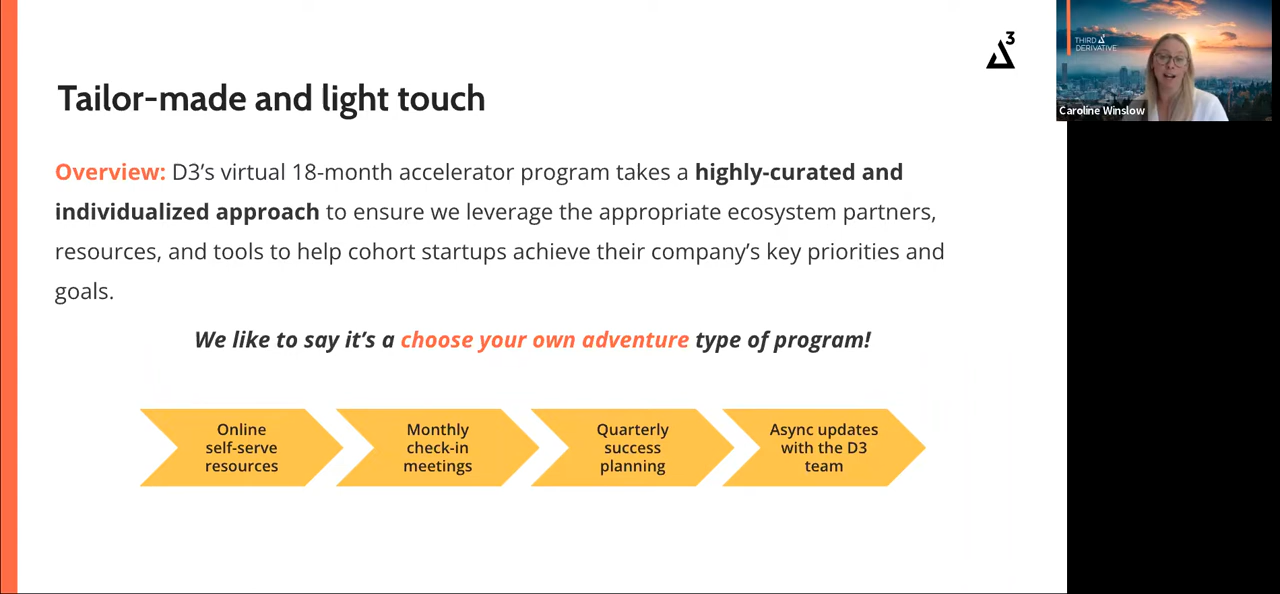 3
THIRD
DERIVATIVE
Caroline Winslow
Tailor-made and light touch
Overview: D3’s virtual 18-month accelerator program takes a highly-curated and
individualized approach to ensure we leverage the appropriate ecosystem partners,
resources, and tools to help cohort startups achieve their company’s key priorities and
goals.
We like to say it’s a choose your own adventure type of program!
Online
self-serve
resources
Monthly
check-in
meetings
Quarterly
success
planning
Async updates
with the D3
team